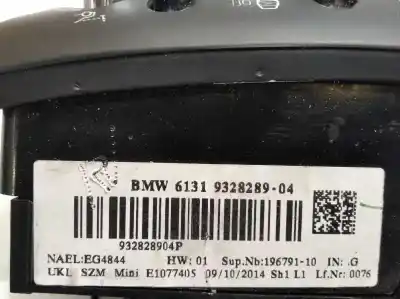 BMW 6131 9328289-04
932828904P
NAEL:EG4844 HW: 01 Sup.Nb:196791-10 IN: G
UKL SZM Mini E1077405 09/10/2014 Sh1 L1 Lf.Nr: 0076